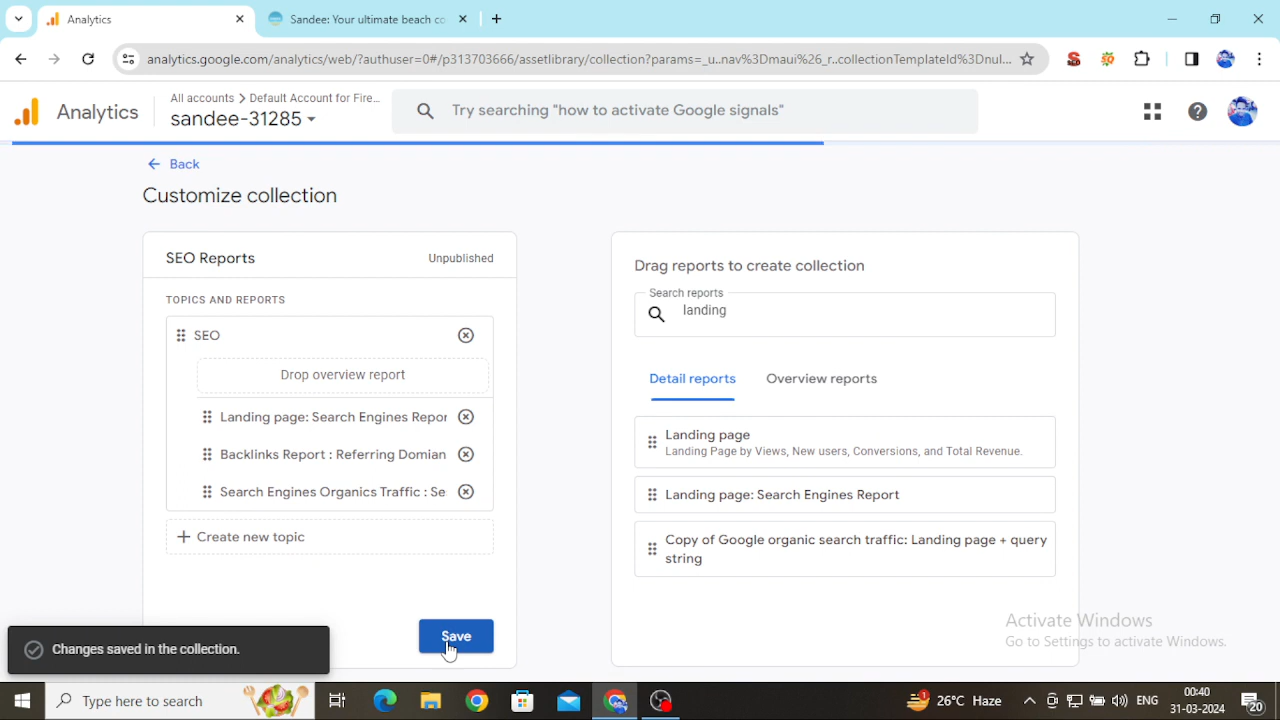 Analytics
Sandee: Your ultimate beach co
analytics.google.com/analytics/web/?authuser=0#/p313703666/assetlibrary/collection?params=_u..nav%3Dmaui%26_r..collectionTemplateId%3Dnul...
Analytics
All accounts > Default Account for Fire...
sandee-31285
Try searching "how to activate Google signals"
Back
Customize collection
SEO Reports
Unpublished
TOPICS AND REPORTS
SEO
Drop overview report
Landing page: Search Engines Repor
Backlinks Report : Referring Domian
Search Engines Organics Traffic : Se
+ Create new topic
Save
Changes saved in the collection.
Drag reports to create collection
Search reports
landing
Detail reports
Overview reports
Landing page
Landing Page by Views, New users, Conversions, and Total Revenue.
Landing page: Search Engines Report
Copy of Google organic search traffic: Landing page + query
string
Activate Windows
Go to Settings to activate Windows.
Type here to search
1
26°C Haze
ENG
00:40
31-03-2024
20